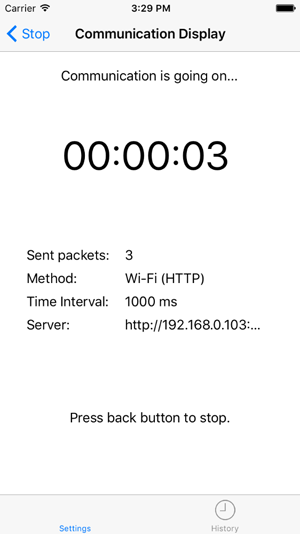 Carrier 3:29 PM
Stop Communication Display
Communication is going on...
00:00:03
Sent packets: 3
Method: Wi-Fi (HTTP)
Time Interval: 1000 ms
Server: http://192.168.0.103:...
Press back button to stop.
Settings History